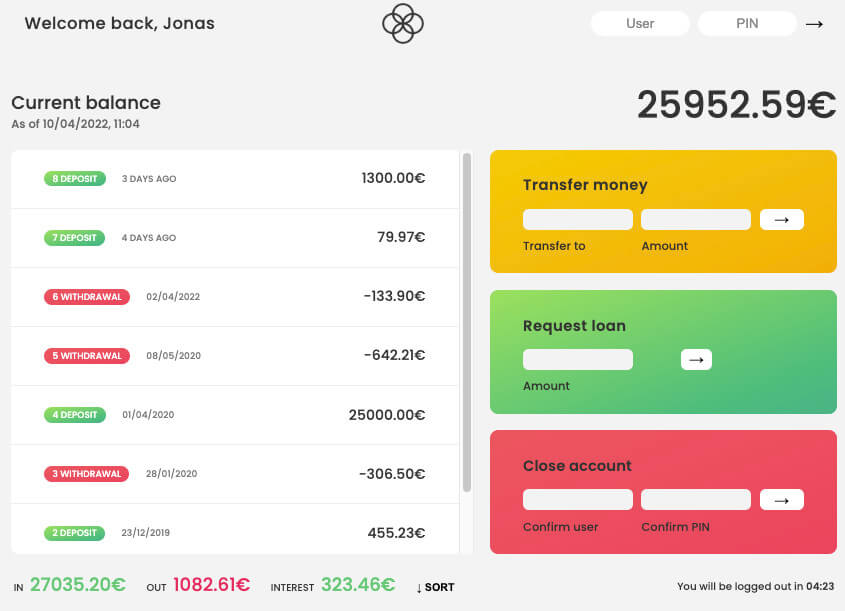 Welcome back, Jonas
User
PIN
→
Current balance
As of 10/04/2022, 11:04
25952.59€
8 DEPOSIT 3 DAYS AGO 1300.00€
7 DEPOSIT 4 DAYS AGO 79.97€
6 WITHDRAWAL 02/04/2022 -133.90€
5 WITHDRAWAL 08/05/2020 -642.21€
4 DEPOSIT 01/04/2020 25000.00€
3 WITHDRAWAL 28/01/2020 -306.50€
2 DEPOSIT 23/12/2019 455.23€
Transfer money
→
Transfer to Amount
Request loan
→
Amount
Close account
→
Confirm user Confirm PIN
IN 27035.20€ OUT 1082.61€ INTEREST 323.46€ ↓ SORT
You will be logged out in 04:23